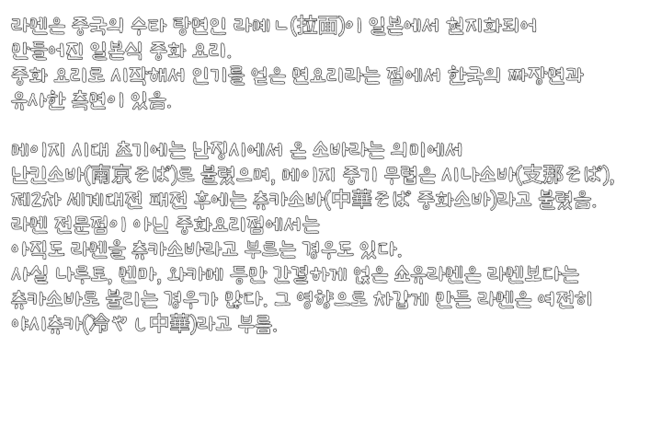 라멘은 중국의 수타 탕면인 라몐ㄴ(拉面)이 일본에서 현지화되어
만들어진 일본식 중화 요리.
중화 요리로 시작해서 인기를 얻은 면요리라는 점에서 한국의 짜장면과
유사한 측면이 있음.
메이지 시대 초기에는 난징시에서 온 소바라는 의미에서
난킨소바(南京そば)로 불렸으며, 메이지 중기 무렵은 시나소바(支那そば),
제2차 세계대전 패전 후에는 츄카소바(中華そば 중화소바)라고 불렸음.
라멘 전문점이 아닌 중화요리점에서는
아직도 라멘을 츄카소바라고 부르는 경우도 있다.
사실 나루토, 멘마, 와카메 등만 간결하게 얹은 쇼유라멘은 라멘보다는
츄카소바로 불리는 경우가 많다. 그 영향으로 차갑게 만든 라멘은 여전히
야시츄카(冷やし中華)라고 부름.